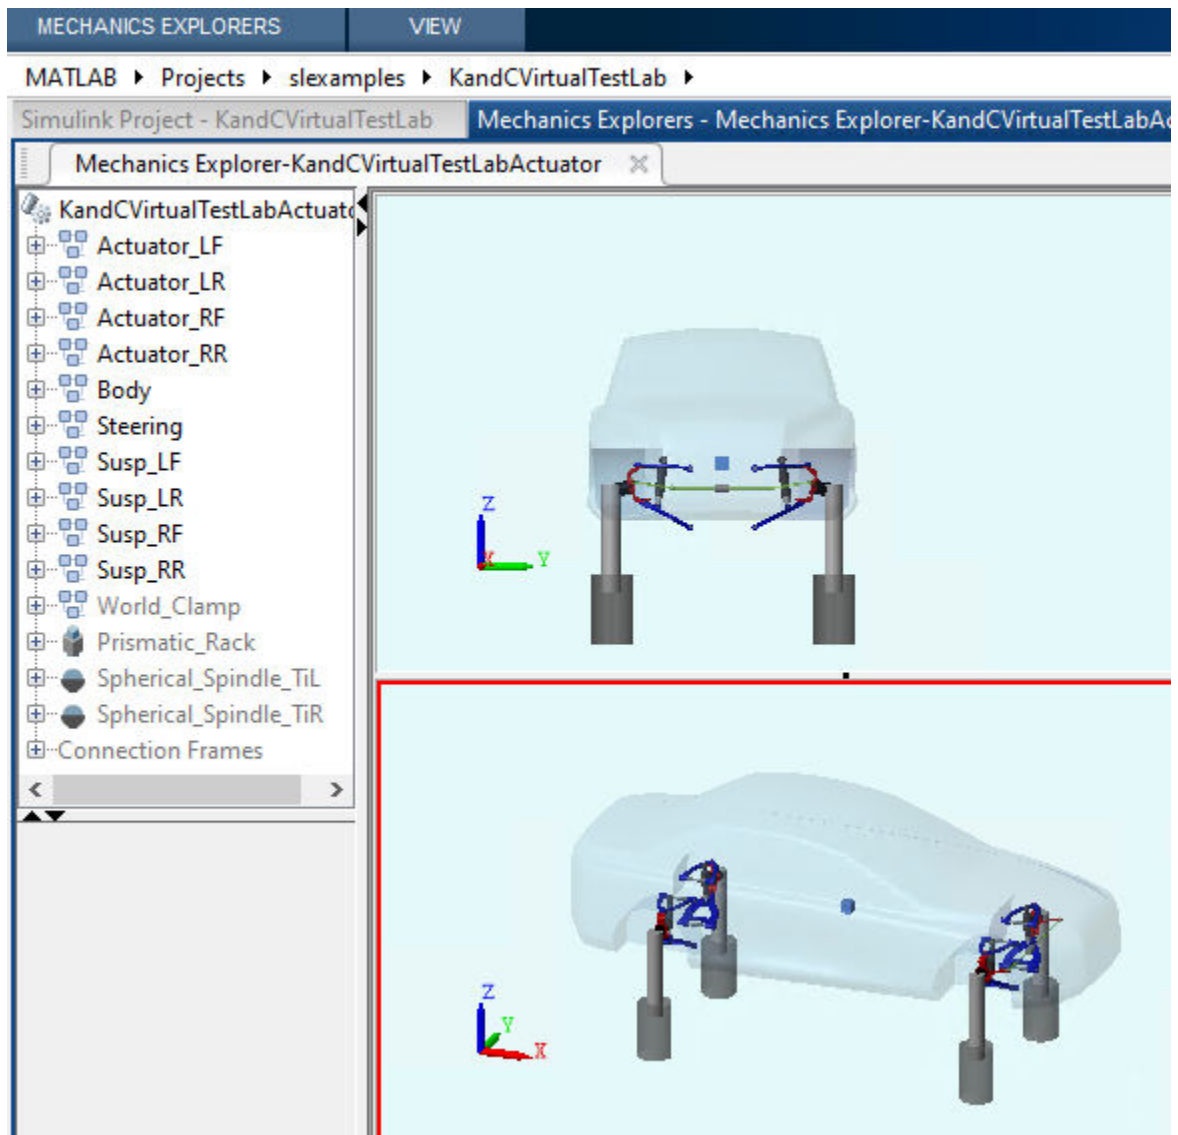 MECHANICS EXPLORERS VIEW
MATLAB Projects slexamples KandCVirtualTestLab
Simulink Project - KandCVirtualTestLab Mechanics Explorers - Mechanics Explorer-KandCVirtualTestLabAc
Mechanics Explorer-KandCVirtualTestLabActuator
KandCVirtualTestLabActuato
Actuator_LF
Actuator_LR
Actuator_RF
Actuator_RR
Body
Steering
Susp_LF
Susp_LR
Susp_RF
Susp_RR
World_Clamp
Prismatic_Rack
Spherical_Spindle_TiL
Spherical_Spindle_TiR
Connection Frames
Z
X Y
Z
Y
X